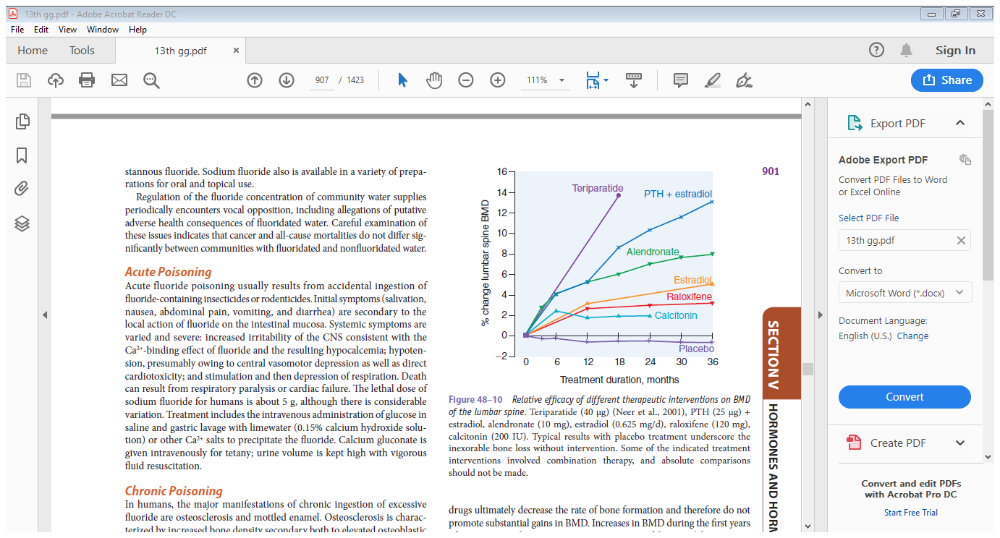 13th gg.pdf - Adobe Acrobat Reader DC
File Edit View Window Help
Home Tools 13th gg.pdf × Sign In
907 / 1423 111% Share
stannous fluoride. Sodium fluoride also is available in a variety of prepa-
rations for oral and topical use.
Regulation of the fluoride concentration of community water supplies
periodically encounters vocal opposition, including allegations of putative
adverse health consequences of fluoridated water. Careful examination of
these issues indicates that cancer and all-cause mortalities do not differ sig-
nificantly between communities with fluoridated and nonfluoridated water.
Acute Poisoning
Acute fluoride poisoning usually results from accidental ingestion of
fluoride-containing insecticides or rodenticides. Initial symptoms (salivation,
nausea, abdominal pain, vomiting, and diarrhea) are secondary to the
local action of fluoride on the intestinal mucosa. Systemic symptoms are
varied and severe: increased irritability of the CNS consistent with the
Ca²⁺-binding effect of fluoride and the resulting hypocalcemia; hypoten-
sion, presumably owing to central vasomotor depression as well as direct
cardiotoxicity; and stimulation and then depression of respiration. Death
can result from respiratory paralysis or cardiac failure. The lethal dose of
sodium fluoride for humans is about 5 g, although there is considerable
variation. Treatment includes the intravenous administration of glucose in
saline and gastric lavage with limewater (0.15% calcium hydroxide solu-
tion) or other Ca²⁺ salts to precipitate the fluoride. Calcium gluconate is
given intravenously for tetany; urine volume is kept high with vigorous
fluid resuscitation.
Chronic Poisoning
In humans, the major manifestations of chronic ingestion of excessive
fluoride are osteosclerosis and mottled enamel. Osteosclerosis is charac-
terized by increased bone density secondary both to elevated osteoblastic
901
% change lumbar spine BMD
16
14
12
10
8
6
4
2
0
−2
Teriparatide
PTH + estradiol
Alendronate
Estradiol
Raloxifene
Calcitonin
Placebo
0 6 12 18 24 30 36
Treatment duration, months
Figure 48–10 Relative efficacy of different therapeutic interventions on BMD
of the lumbar spine. Teriparatide (40 μg) (Neer et al., 2001), PTH (25 μg) +
estradiol, alendronate (10 mg), estradiol (0.625 mg/d), raloxifene (120 mg),
calcitonin (200 IU). Typical results with placebo treatment underscore the
inexorable bone loss without intervention. Some of the indicated treatment
interventions involved combination therapy, and absolute comparisons
should not be made.
drugs ultimately decrease the rate of bone formation and therefore do not
promote substantial gains in BMD. Increases in BMD during the first years
SECTION V
HORMONES AND HORM
Export PDF
Adobe Export PDF
Convert PDF Files to Word
or Excel Online
Select PDF File
13th gg.pdf
Convert to
Microsoft Word (*.docx)
Document Language:
English (U.S.) Change
Convert
Create PDF
Convert and edit PDFs
with Acrobat Pro DC
Start Free Trial